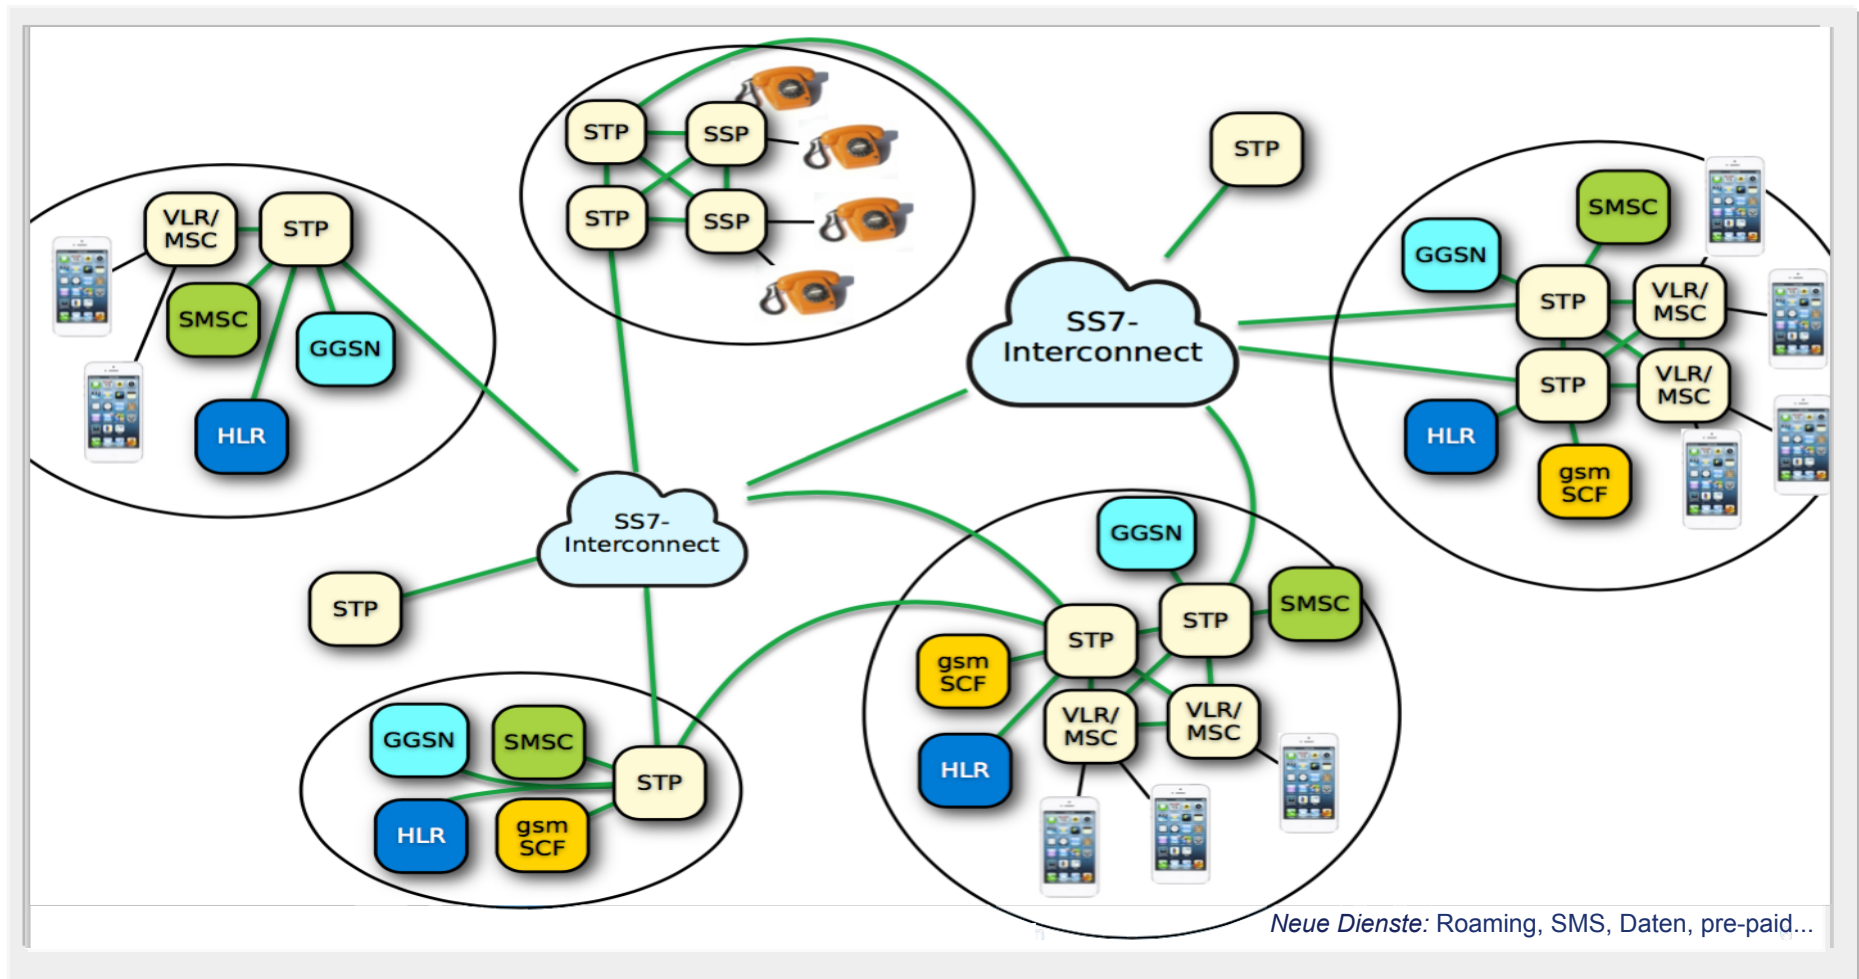 STP
SSP
STP
SSP
STP
VLR/
MSC
STP
SMSC
GGSN
HLR
SS7-
Interconnect
SMSC
GGSN
STP
VLR/
MSC
STP
VLR/
MSC
HLR
gsm
SCF
SS7-
Interconnect
STP
GGSN
SMSC
STP
HLR
gsm
SCF
GGSN
STP
SMSC
STP
gsm
SCF
VLR/
MSC
VLR/
MSC
HLR
Neue Dienste: Roaming, SMS, Daten, pre-paid...